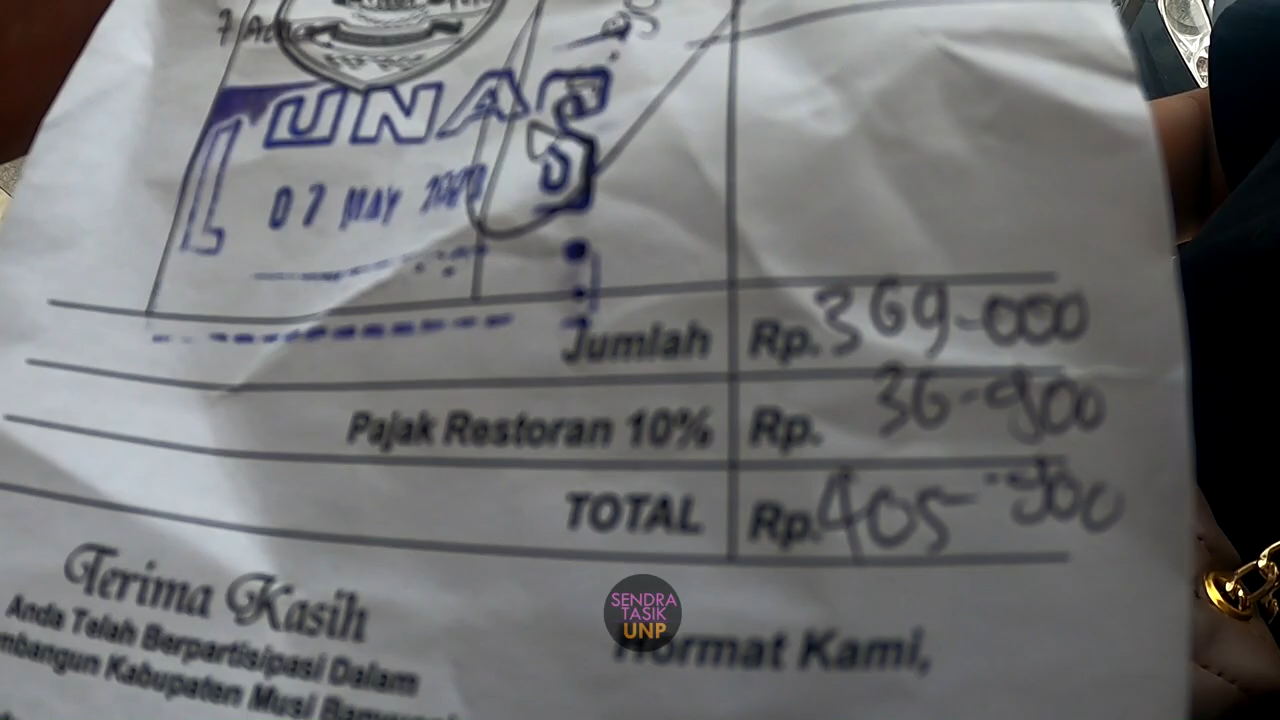 LUNAS
07 MAY 2020
Jumlah Rp. 369-000
Pajak Restoran 10% Rp. 36-900
TOTAL Rp. 405-900
Terima Kasih
Anda Telah Berpartisipasi Dalam
mbangun Kabupaten Musi
Hormat Kami,
SENDRA
TASIK
UNP